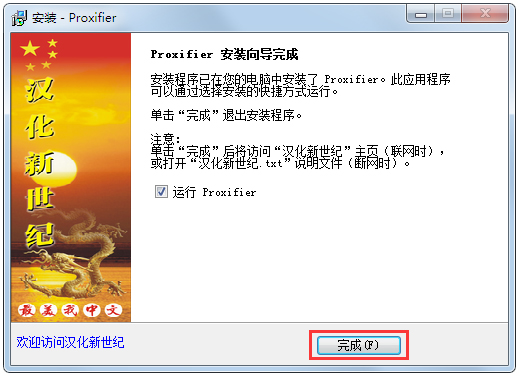 安装 - Proxifier
汉化新世纪
最美我中文
Proxifier 安装向导完成
安装程序已在您的电脑中安装了 Proxifier。此应用程序
可以通过选择安装的快捷方式运行。
单击“完成”退出安装程序。
注意:
单击“完成”后将访问“汉化新世纪”主页（联网时），
或打开“汉化新世纪.txt”说明文件（断网时）。
运行 Proxifier
欢迎访问汉化新世纪
完成(F)